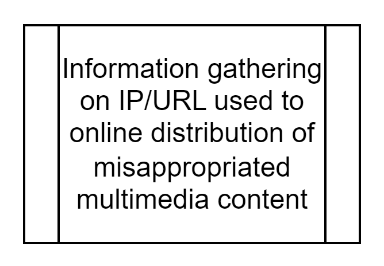 Information gathering
on IP/URL used to
online distribution of
misappropriated
multimedia content